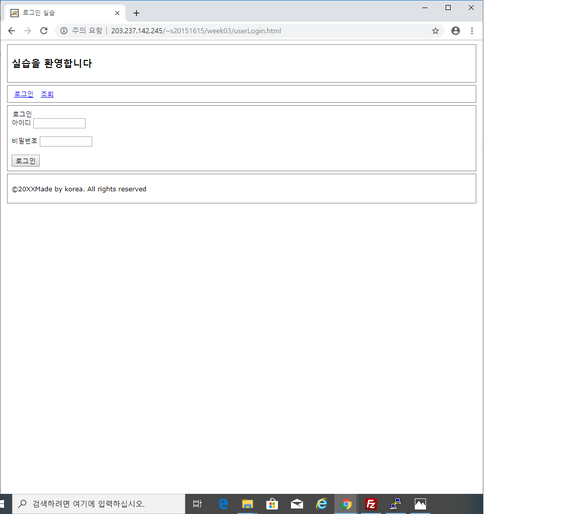 로그인 실습
주의 요함 | 203.237.142.245/~s20151615/week03/userLogin.html
실습을 환영합니다
로그인 조회
로그인
아이디
비밀번호
로그인
©20XXMade by korea. All rights reserved
검색하려면 여기에 입력하십시오.